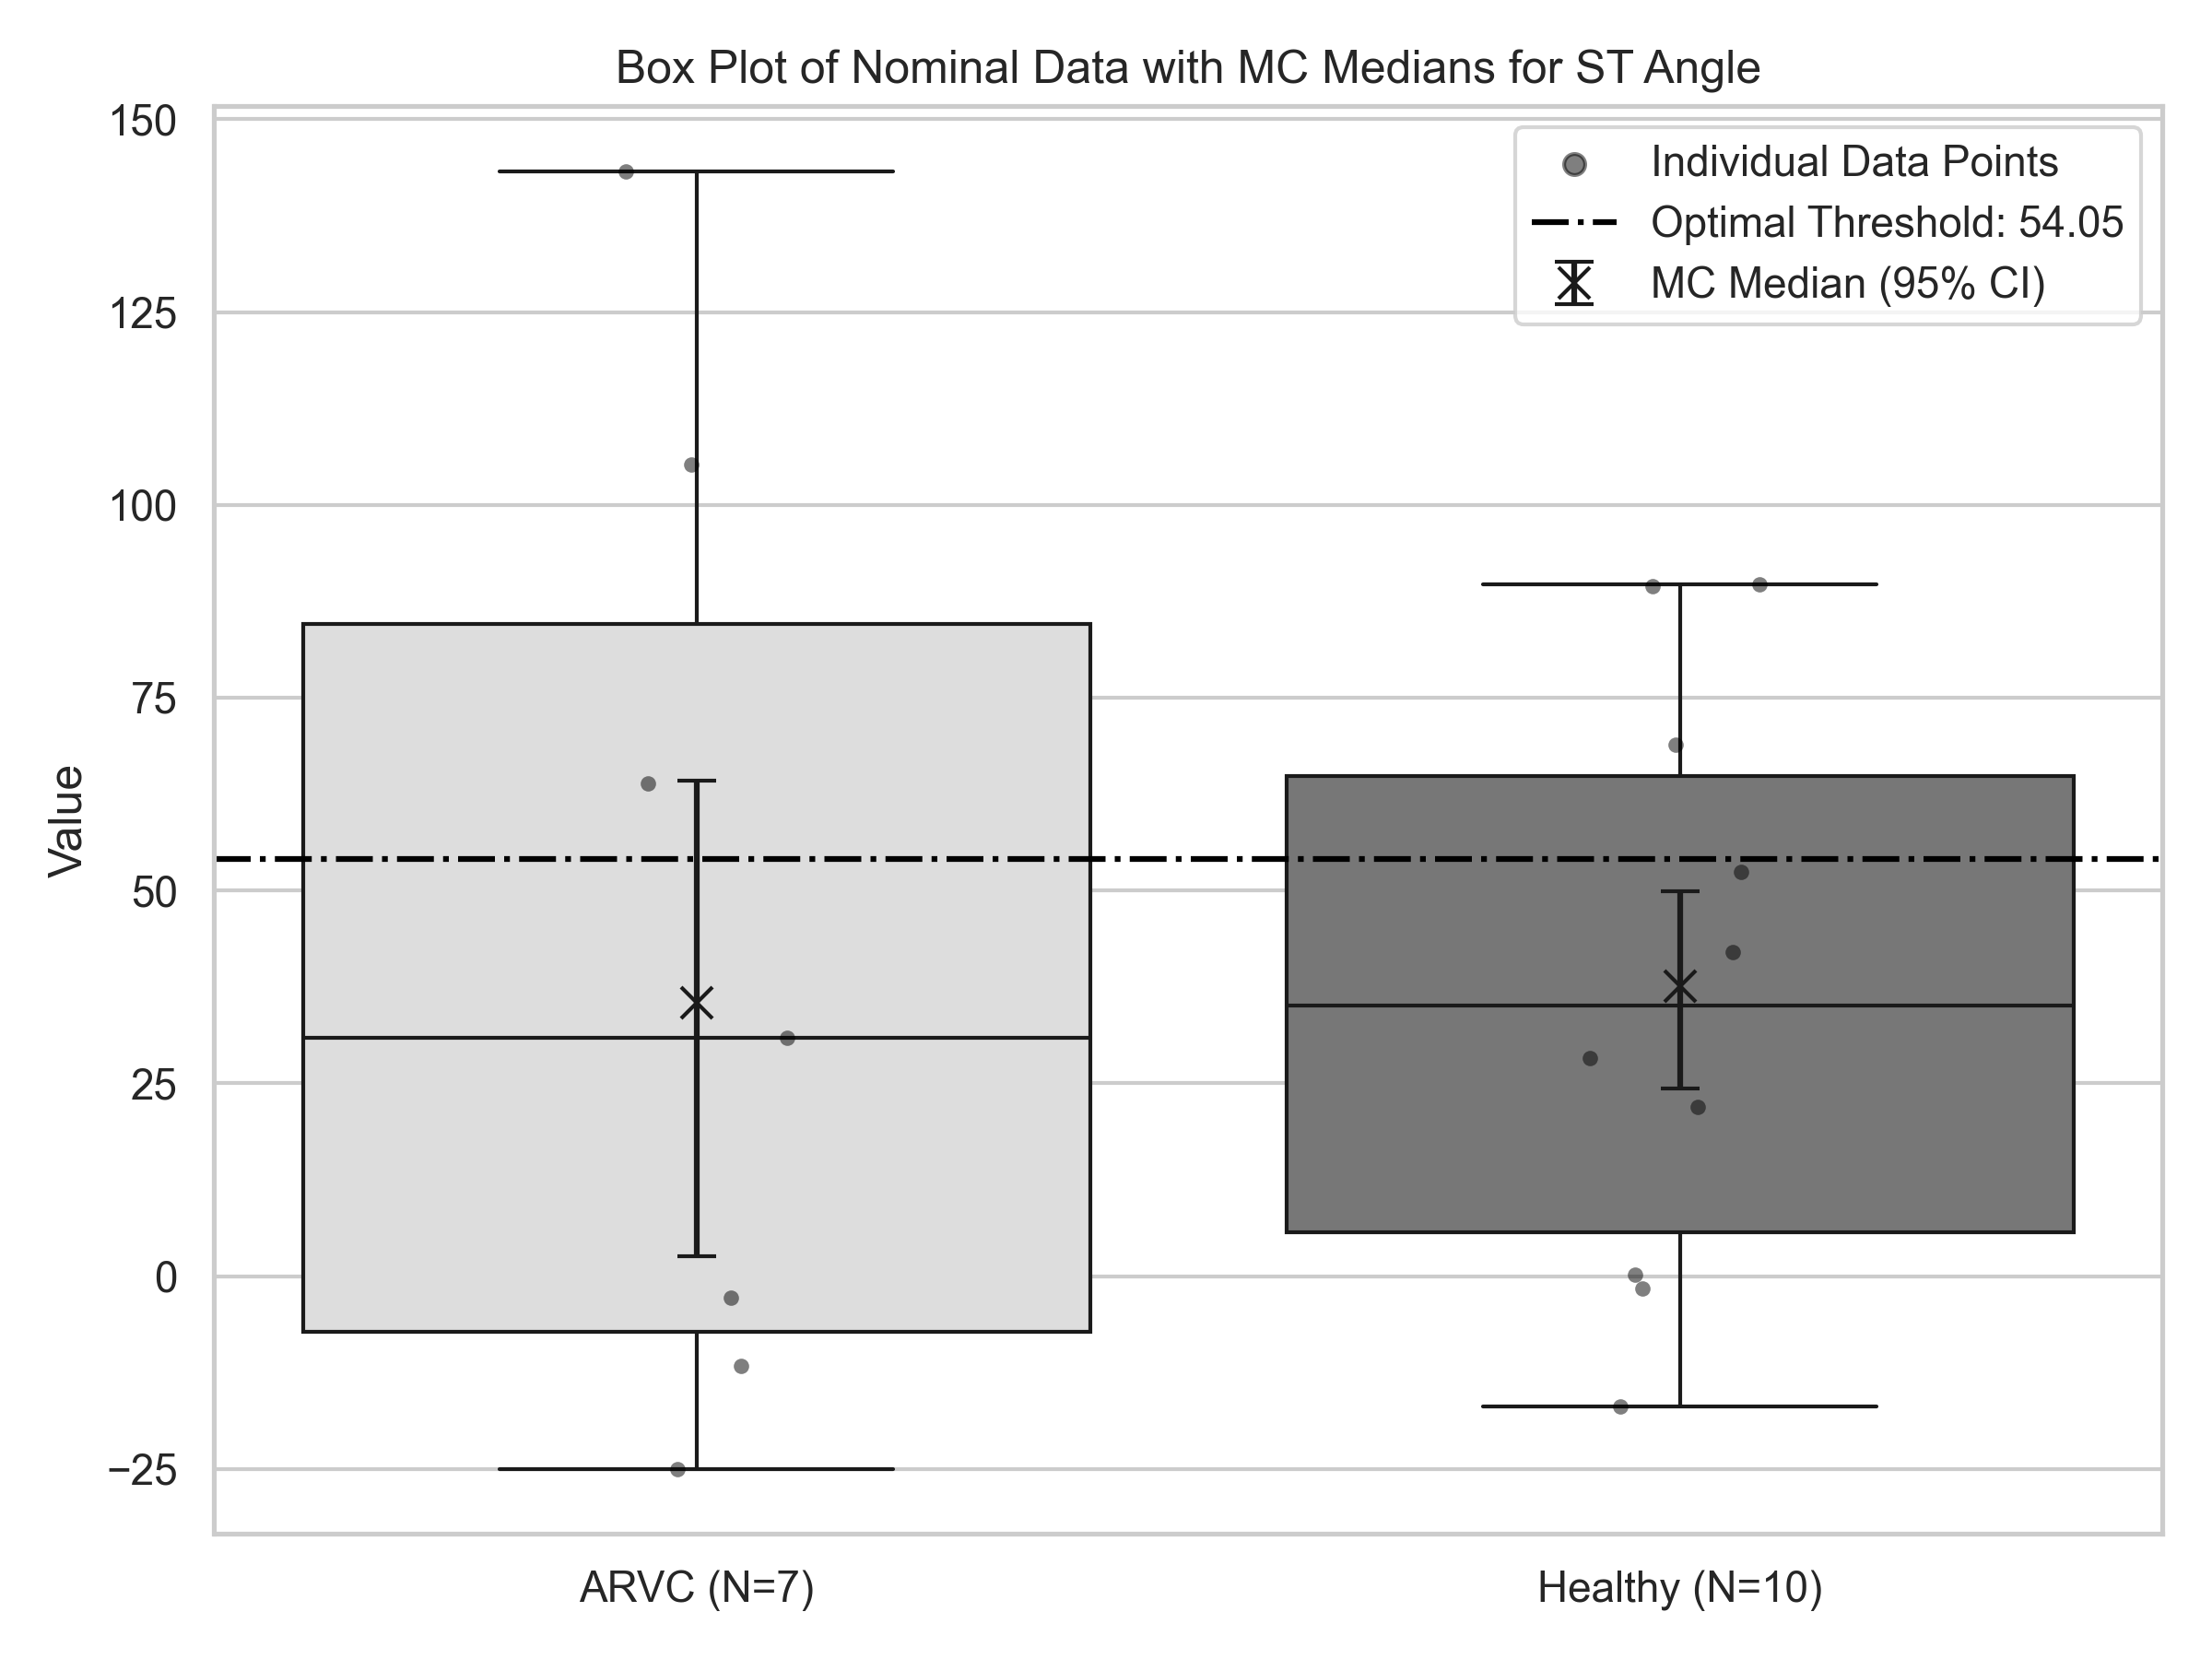 Box Plot of Nominal Data with MC Medians for ST Angle
150
125
100
75
50
25
0
−25
Value
Individual Data Points
Optimal Threshold: 54.05
MC Median (95% CI)
ARVC (N=7)
Healthy (N=10)